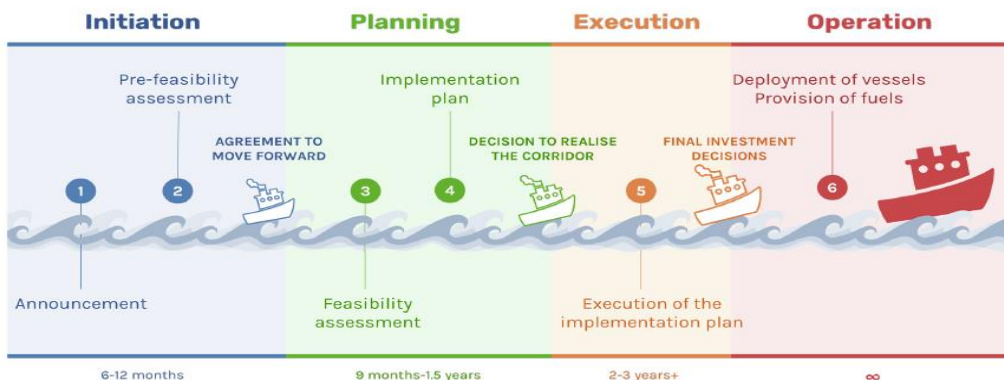 Initiation
Planning
Execution
Operation
Pre-feasibility
assessment
Implementation
plan
Deployment of vessels
Provision of fuels
AGREEMENT TO
MOVE FORWARD
DECISION TO REALISE
THE CORRIDOR
FINAL INVESTMENT
DECISIONS
1
2
3
4
5
6
Announcement
Feasibility
assessment
Execution of the
implementation plan
6-12 months
9 months-1.5 years
2-3 years+
∞